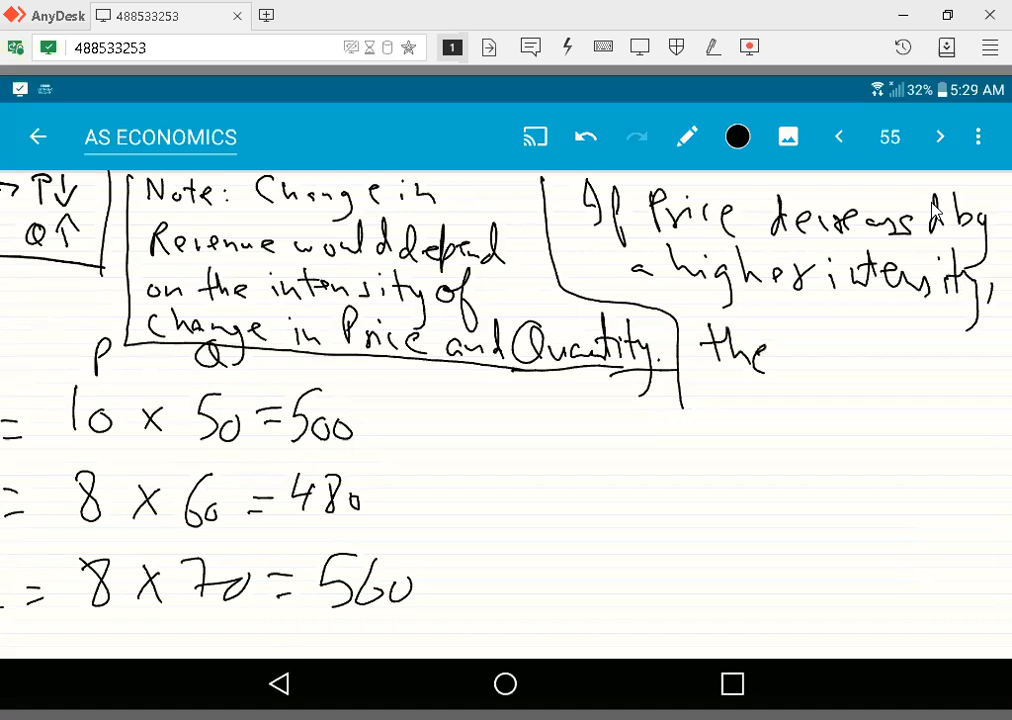 AnyDesk 488533253
488533253
1
32% 5:29 AM
AS ECONOMICS
55
P↓
Q↑
Note: Change in
Revenue would depend
on the intensity of
change in Price and Quantity.
If Price decreases by
a higher intensity,
the
P Q
= 10 x 50 = 500
= 8 x 60 = 480
= 8 x 70 = 560